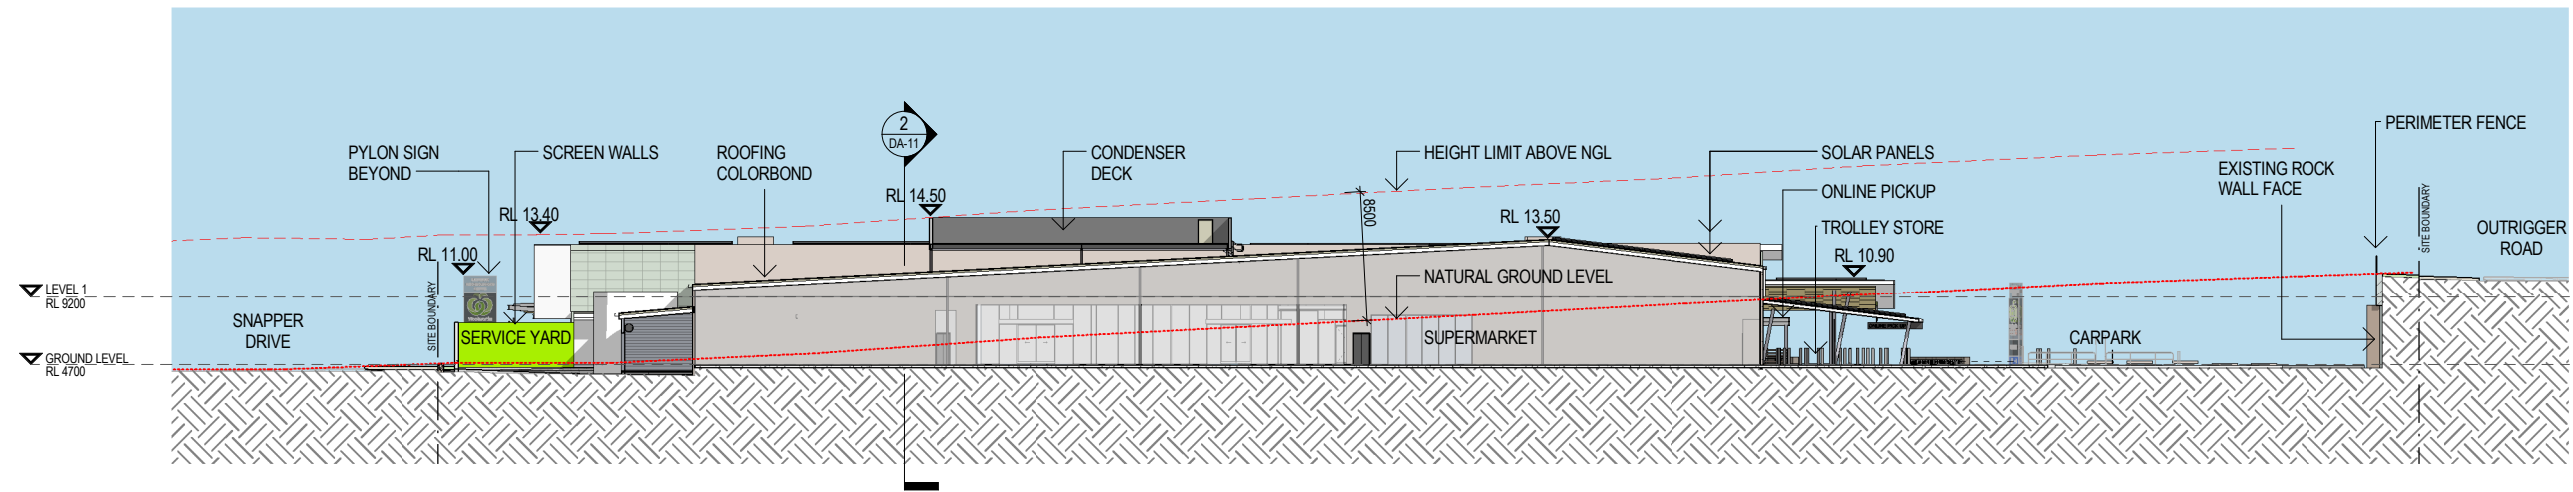 PYLON SIGN
BEYOND
SCREEN WALLS
ROOFING
COLORBOND
2
DA-11
CONDENSER
DECK
HEIGHT LIMIT ABOVE NGL
SOLAR PANELS
PERIMETER FENCE
EXISTING ROCK
WALL FACE
ONLINE PICKUP
RL 14.50
RL 13.40
8500
RL 13.50
TROLLEY STORE
SITE BOUNDARY
OUTRIGGER
ROAD
RL 11.00
RL 10.90
NATURAL GROUND LEVEL
LEVEL 1
RL 9200
SITE BOUNDARY
SNAPPER
DRIVE
SERVICE YARD
SUPERMARKET
CARPARK
GROUND LEVEL
RL 4700